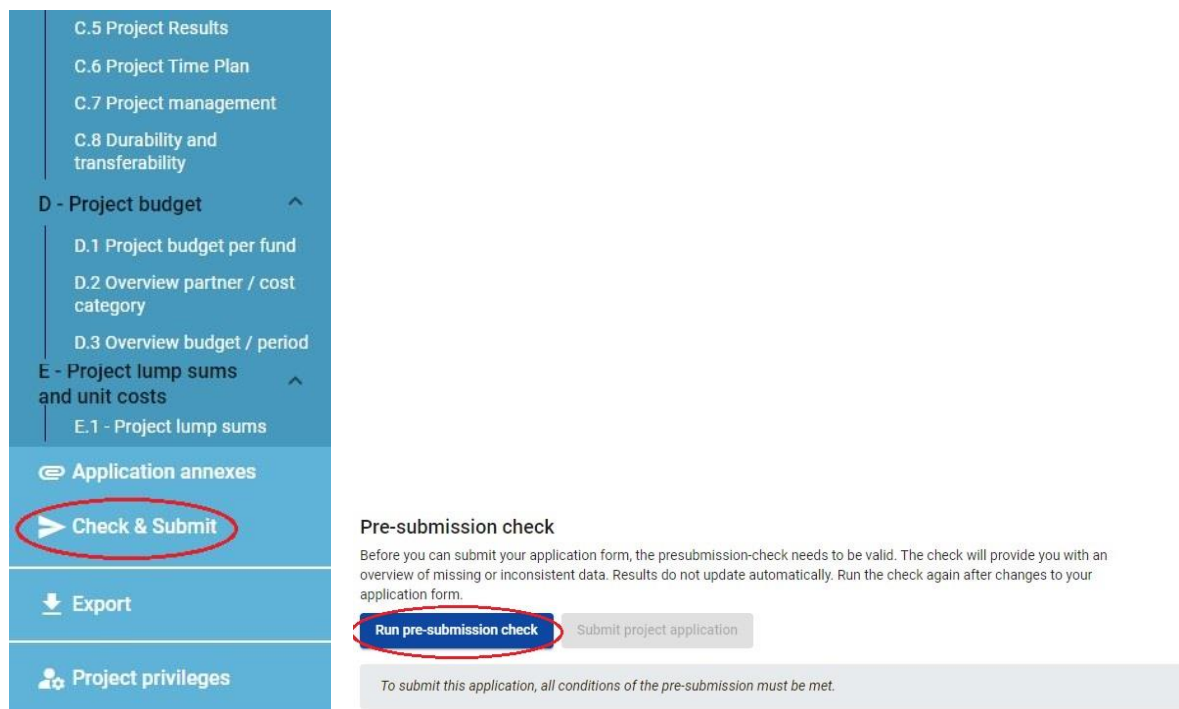 C.5 Project Results
C.6 Project Time Plan
C.7 Project management
C.8 Durability and
transferability
D - Project budget
D.1 Project budget per fund
D.2 Overview partner / cost
category
D.3 Overview budget / period
E - Project lump sums
and unit costs
E.1 - Project lump sums
Application annexes
Check & Submit
Export
Project privileges
Pre-submission check
Before you can submit your application form, the presubmission-check needs to be valid. The check will provide you with an
overview of missing or inconsistent data. Results do not update automatically. Run the check again after changes to your
application form.
Run pre-submission check
Submit project application
To submit this application, all conditions of the pre-submission must be met.